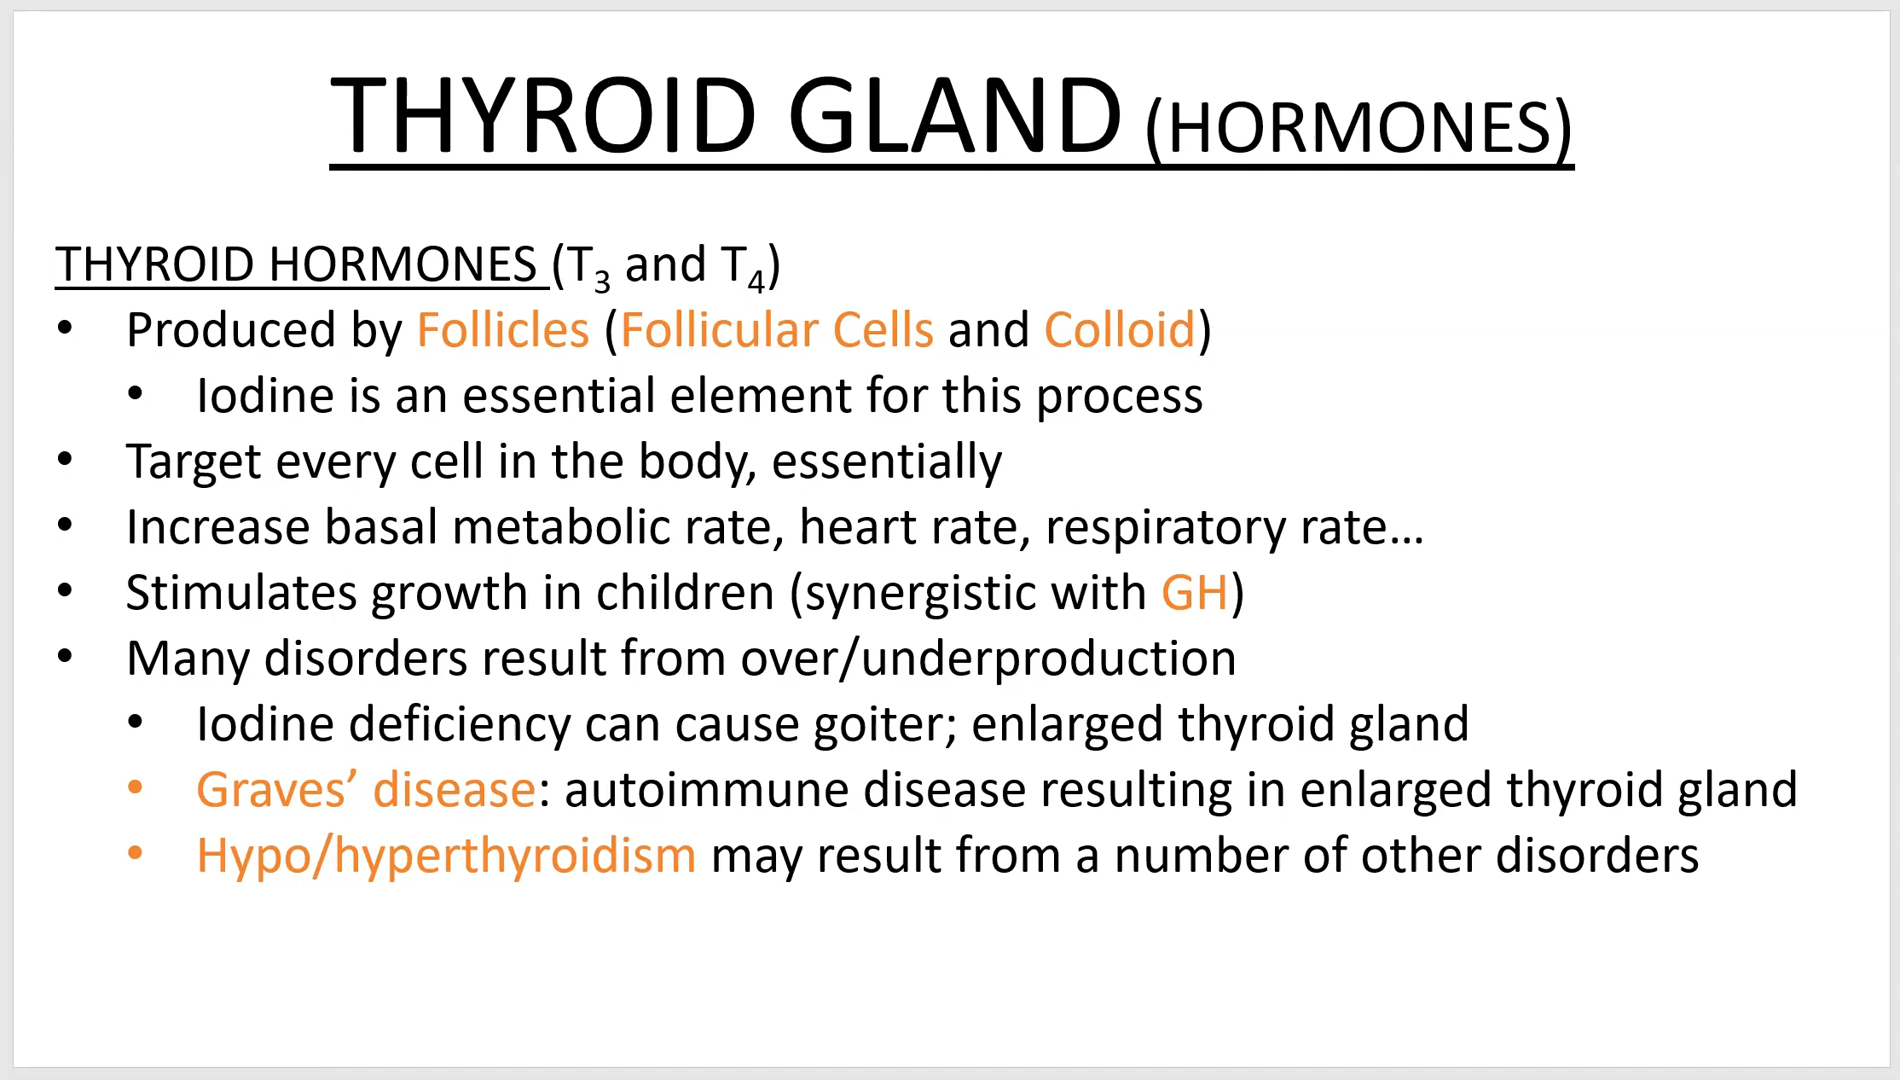 THYROID GLAND (HORMONES)
THYROID HORMONES (T₃ and T₄)
• Produced by Follicles (Follicular Cells and Colloid)
• Iodine is an essential element for this process
• Target every cell in the body, essentially
• Increase basal metabolic rate, heart rate, respiratory rate…
• Stimulates growth in children (synergistic with GH)
• Many disorders result from over/underproduction
• Iodine deficiency can cause goiter; enlarged thyroid gland
• Graves’ disease: autoimmune disease resulting in enlarged thyroid gland
• Hypo/hyperthyroidism may result from a number of other disorders